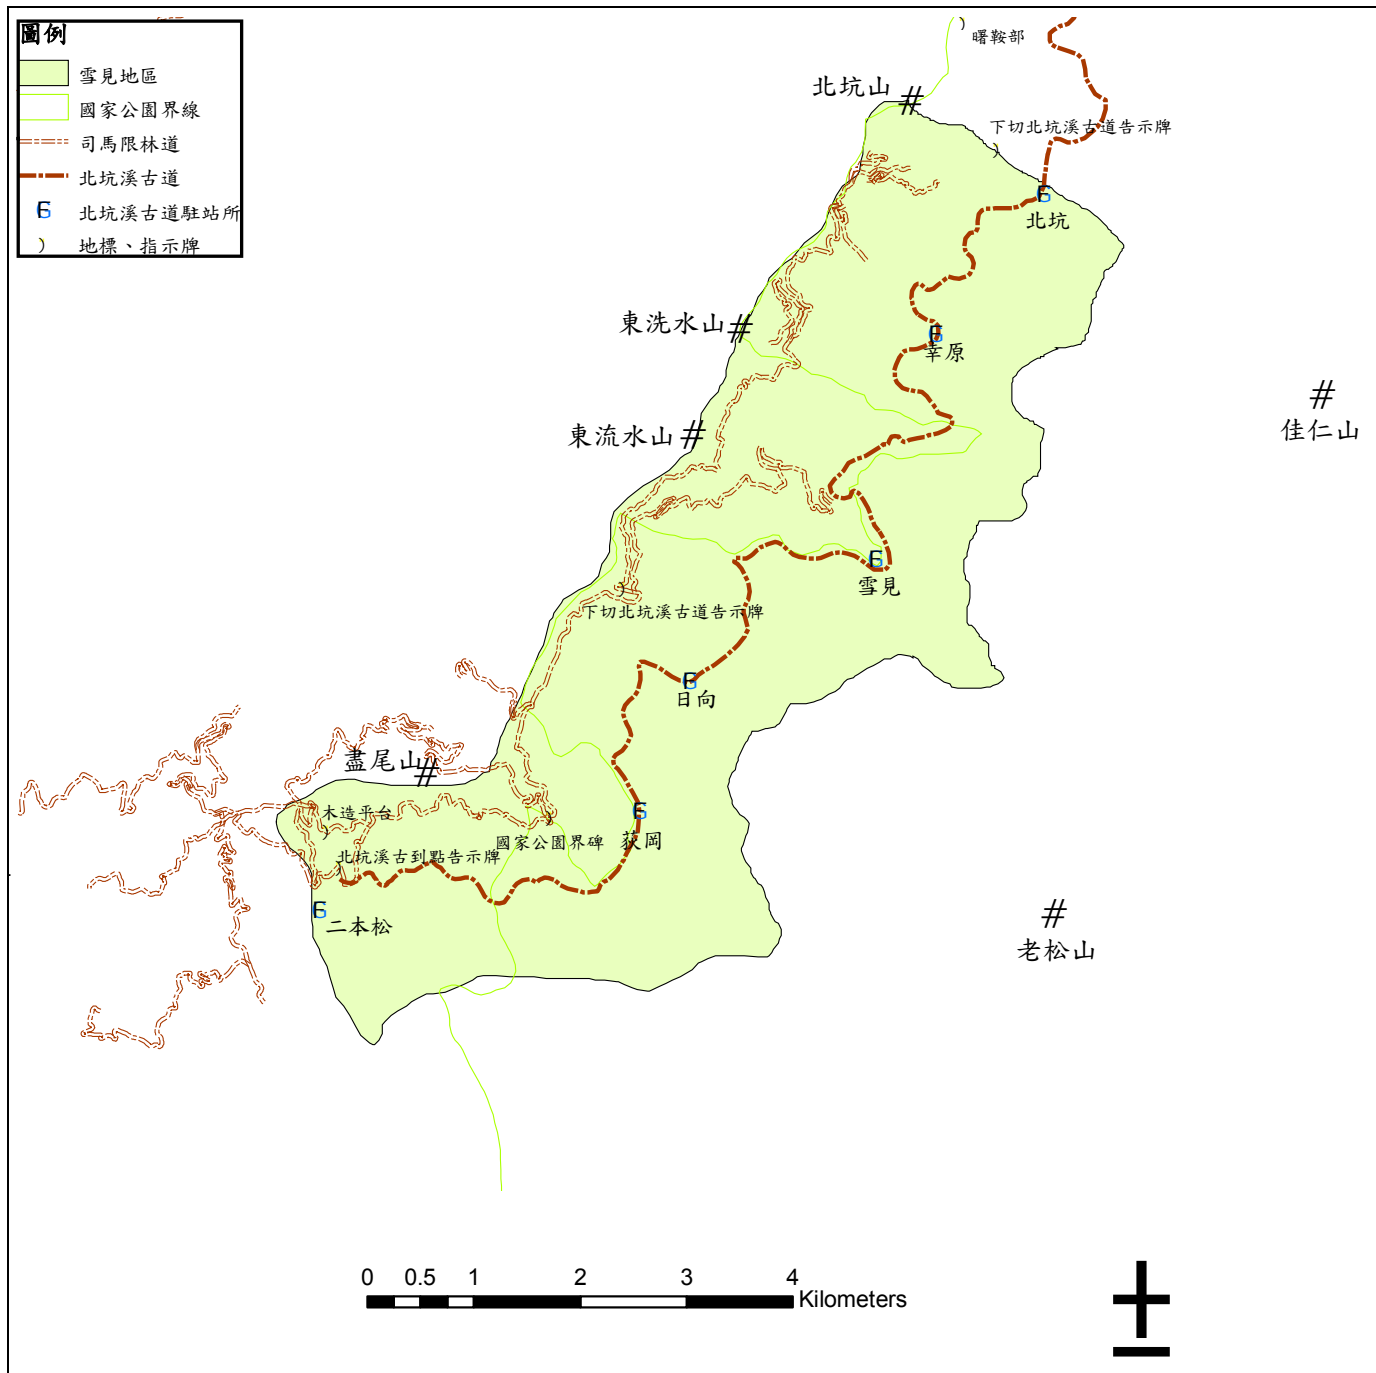 圖例
雪見地區
國家公園界線
司馬限林道
北坑溪古道
北坑溪古道駐站所
地標、指示牌
曙鞍部
北坑山
下切北坑溪古道告示牌
北坑
東洗水山
幸原
佳仁山
東流水山
雪見
下切北坑溪古道告示牌
日向
盡尾山
木造平台
國家公園界碑
荻岡
北坑溪古到點告示牌
二本松
老松山
0 0.5 1 2 3 4
Kilometers